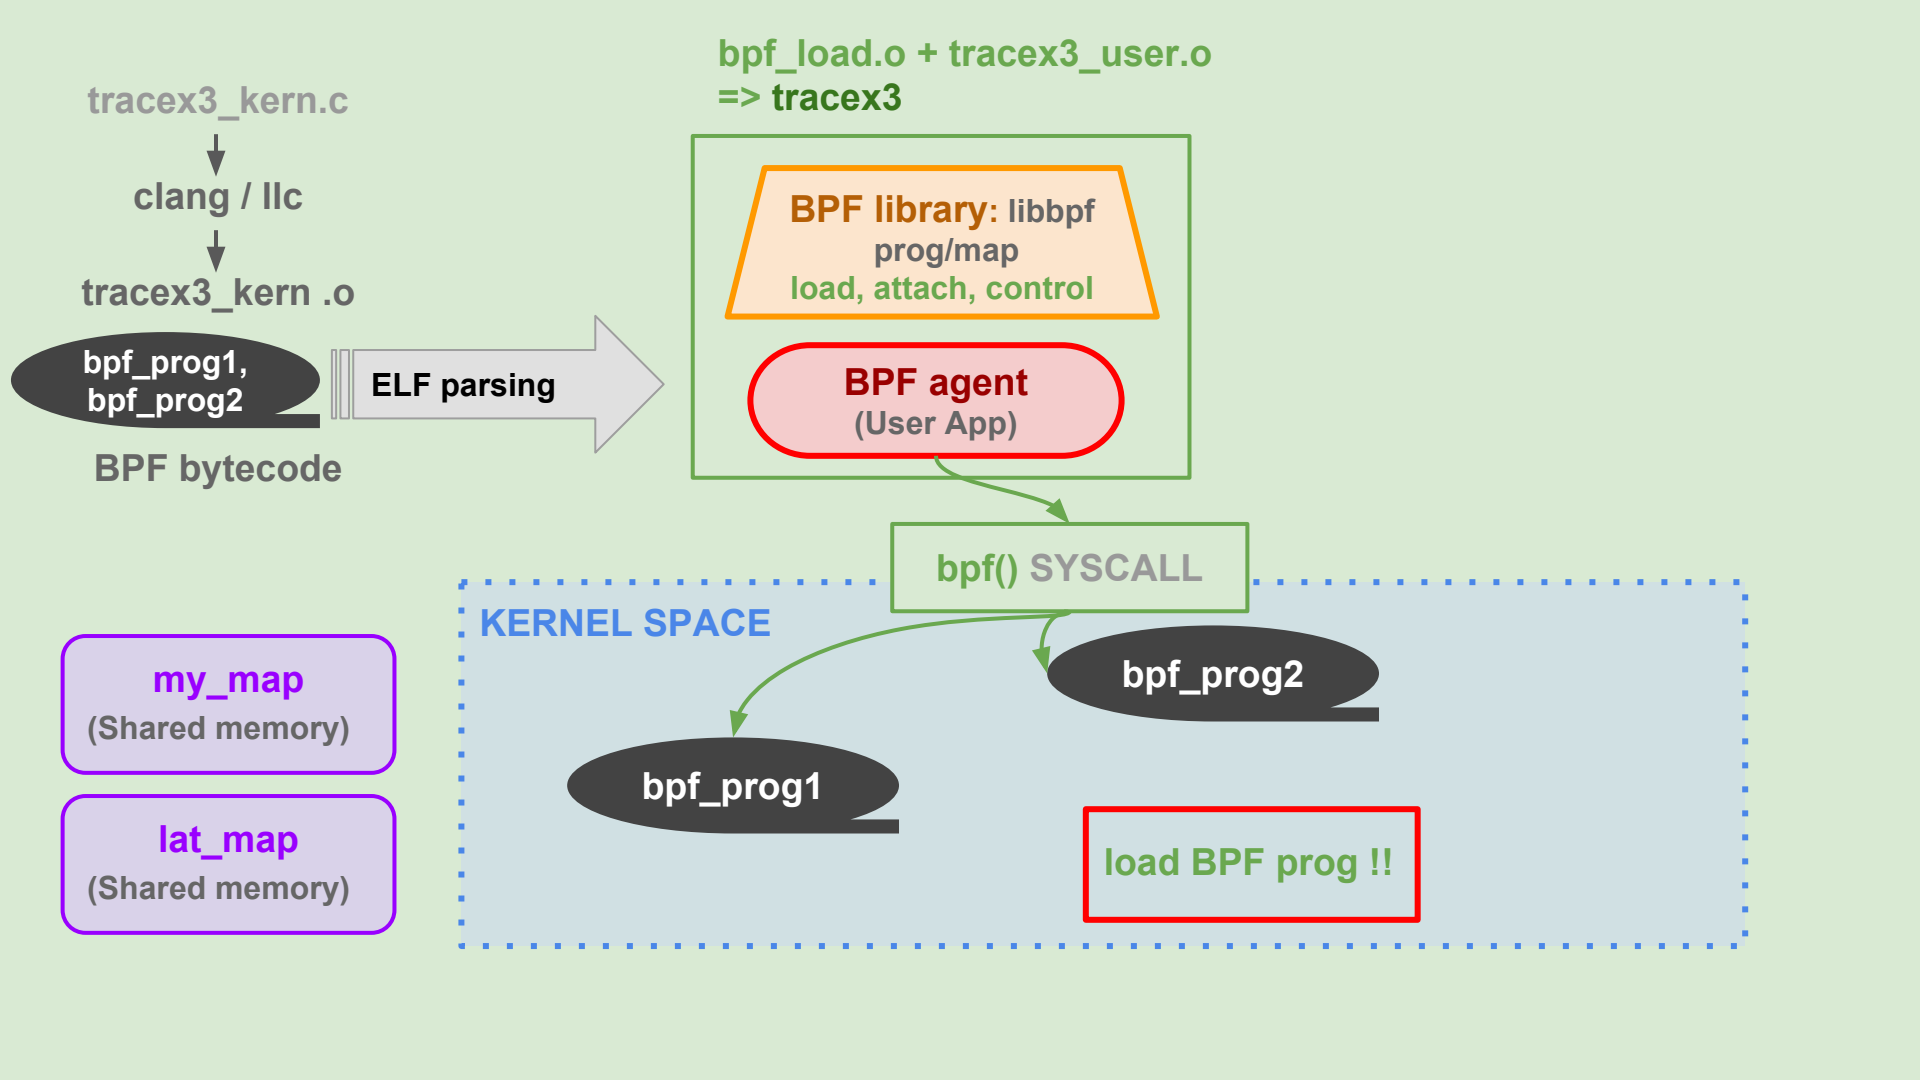 tracex3_kern.c
clang / llc
tracex3_kern .o
bpf_prog1,
bpf_prog2
BPF bytecode
ELF parsing
bpf_load.o + tracex3_user.o
=> tracex3
BPF library: libbpf
prog/map
load, attach, control
BPF agent
(User App)
bpf() SYSCALL
KERNEL SPACE
bpf_prog2
bpf_prog1
load BPF prog !!
my_map
(Shared memory)
lat_map
(Shared memory)